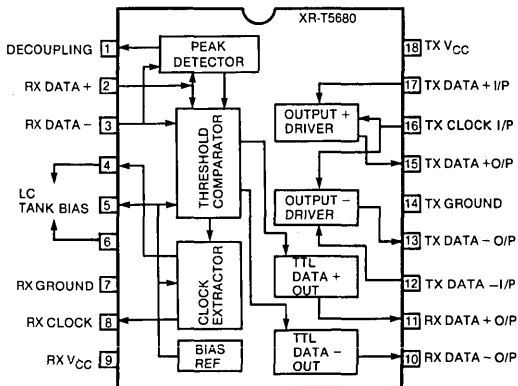 XR-T5680
DECOUPLING 1
RX DATA + 2
RX DATA - 3
4
LC
TANK BIAS
5
6
RX GROUND 7
RX CLOCK 8
RX VCC 9
PEAK
DETECTOR
THRESHOLD
COMPARATOR
CLOCK
EXTRACTOR
BIAS
REF
OUTPUT +
DRIVER
OUTPUT -
DRIVER
TTL
DATA +
OUT
TTL
DATA -
OUT
18 TX VCC
17 TX DATA + I/P
16 TX CLOCK I/P
15 TX DATA +O/P
14 TX GROUND
13 TX DATA - O/P
12 TX DATA -I/P
11 RX DATA + O/P
10 RX DATA - O/P